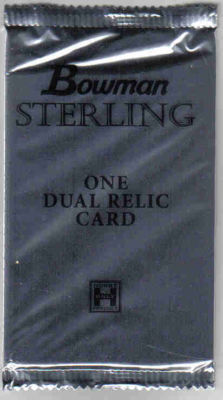 Bowman
STERLING
ONE
DUAL RELIC
CARD